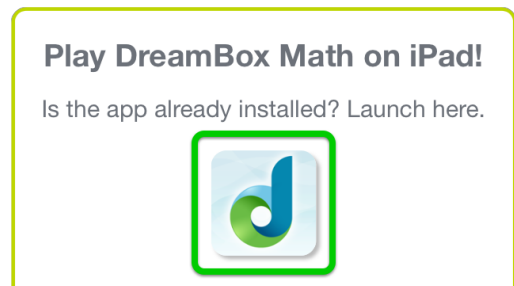 Play DreamBox Math on iPad!
Is the app already installed? Launch here.